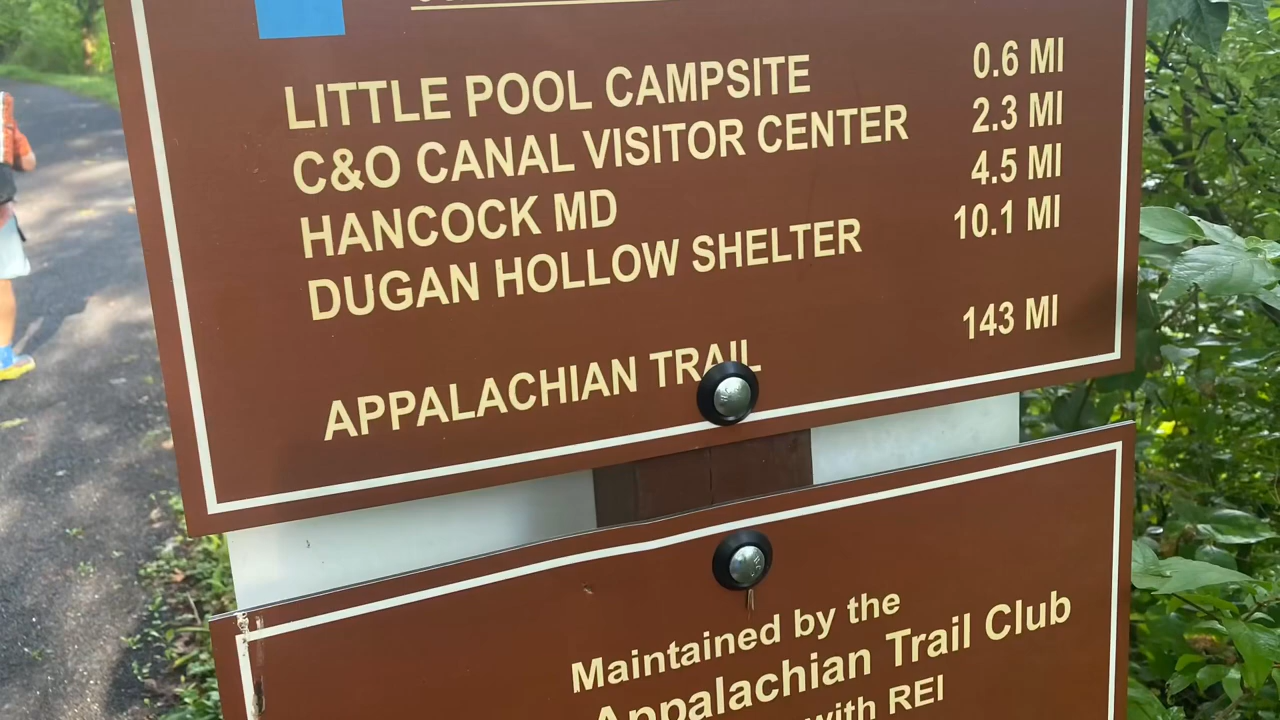 LITTLE POOL CAMPSITE 0.6 MI
C&O CANAL VISITOR CENTER 2.3 MI
HANCOCK MD 4.5 MI
DUGAN HOLLOW SHELTER 10.1 MI
APPALACHIAN TRAIL 143 MI
Maintained by the
Appalachian Trail Club
with REI